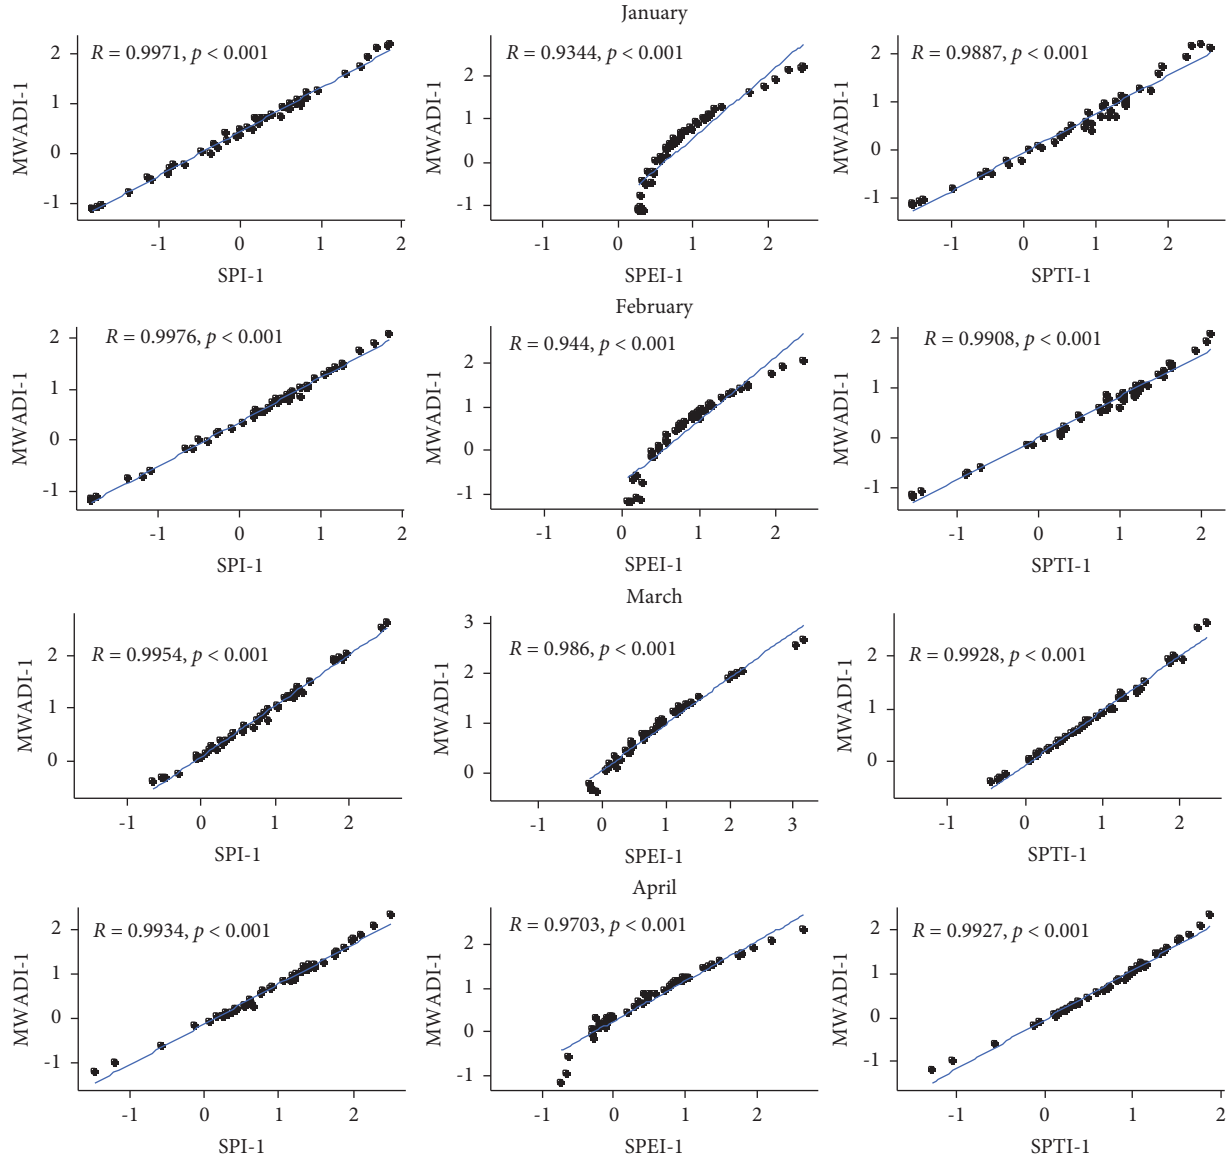 January
R = 0.9971, p < 0.001
R = 0.9344, p < 0.001
R = 0.9887, p < 0.001
MWADI-1
2
1
0
-1
MWADI-1
2
1
0
-1
MWADI-1
2
1
0
-1
-1 0 1 2
-1 0 1 2
-1 0 1 2
SPI-1
SPEI-1
SPTI-1
February
R = 0.9976, p < 0.001
R = 0.944, p < 0.001
R = 0.9908, p < 0.001
MWADI-1
2
1
0
-1
MWADI-1
2
1
0
-1
MWADI-1
2
1
0
-1
-1 0 1 2
-1 0 1 2
-1 0 1 2
SPI-1
SPEI-1
SPTI-1
March
R = 0.9954, p < 0.001
R = 0.986, p < 0.001
R = 0.9928, p < 0.001
MWADI-1
2
1
0
MWADI-1
3
2
1
0
MWADI-1
2
1
0
-1 0 1 2
-1 0 1 2 3
-1 0 1 2
SPI-1
SPEI-1
SPTI-1
April
R = 0.9934, p < 0.001
R = 0.9703, p < 0.001
R = 0.9927, p < 0.001
MWADI-1
2
1
0
-1
MWADI-1
2
1
0
-1
MWADI-1
2
1
0
-1
-1 0 1 2
-1 0 1 2
-1 0 1 2
SPI-1
SPEI-1
SPTI-1